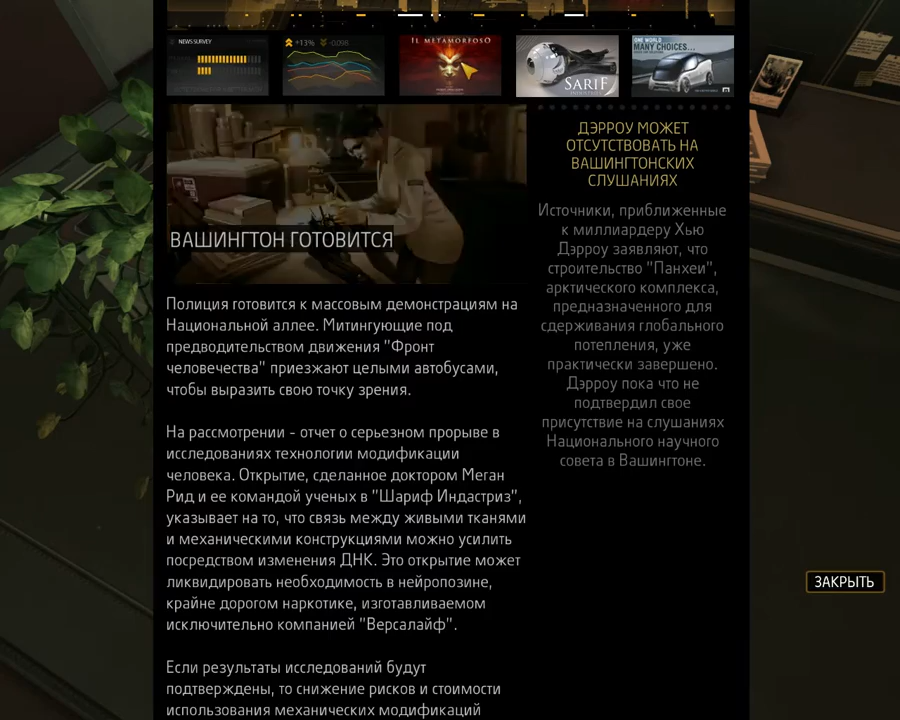 NEWS SURVEY
+13% -0.098
IL METAMORFOSO
SARIF
INDUSTRIES
ONE WORLD
MANY CHOICES...
ВАШИНГТОН ГОТОВИТСЯ
Полиция готовится к массовым демонстрациям на
Национальной аллее. Митингующие под
предводительством движения "Фронт
человечества" приезжают целыми автобусами,
чтобы выразить свою точку зрения.
На рассмотрении - отчет о серьезном прорыве в
исследованиях технологии модификации
человека. Открытие, сделанное доктором Меган
Рид и ее командой ученых в "Шариф Индастриз",
указывает на то, что связь между живыми тканями
и механическими конструкциями можно усилить
посредством изменения ДНК. Это открытие может
ликвидировать необходимость в нейропозине,
крайне дорогом наркотике, изготавливаемом
исключительно компанией "Версалайф".
Если результаты исследований будут
подтверждены, то снижение рисков и стоимости
использования механических модификаций
ДЭРРОУ МОЖЕТ
ОТСУТСТВОВАТЬ НА
ВАШИНГТОНСКИХ
СЛУШАНИЯХ
Источники, приближенные
к миллиардеру Хью
Дэрроу заявляют, что
строительство "Панхеи",
арктического комплекса,
предназначенного для
сдерживания глобального
потепления, уже
практически завершено.
Дэрроу пока что не
подтвердил свое
присутствие на слушаниях
Национального научного
совета в Вашингтоне.
ЗАКРЫТЬ